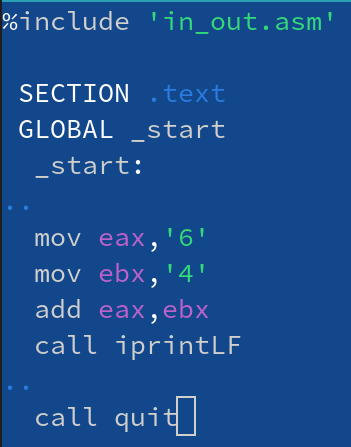 %include 'in_out.asm'
SECTION .text
GLOBAL _start
_start:
..
mov eax,'6'
mov ebx,'4'
add eax,ebx
call iprintLF
..
call quit